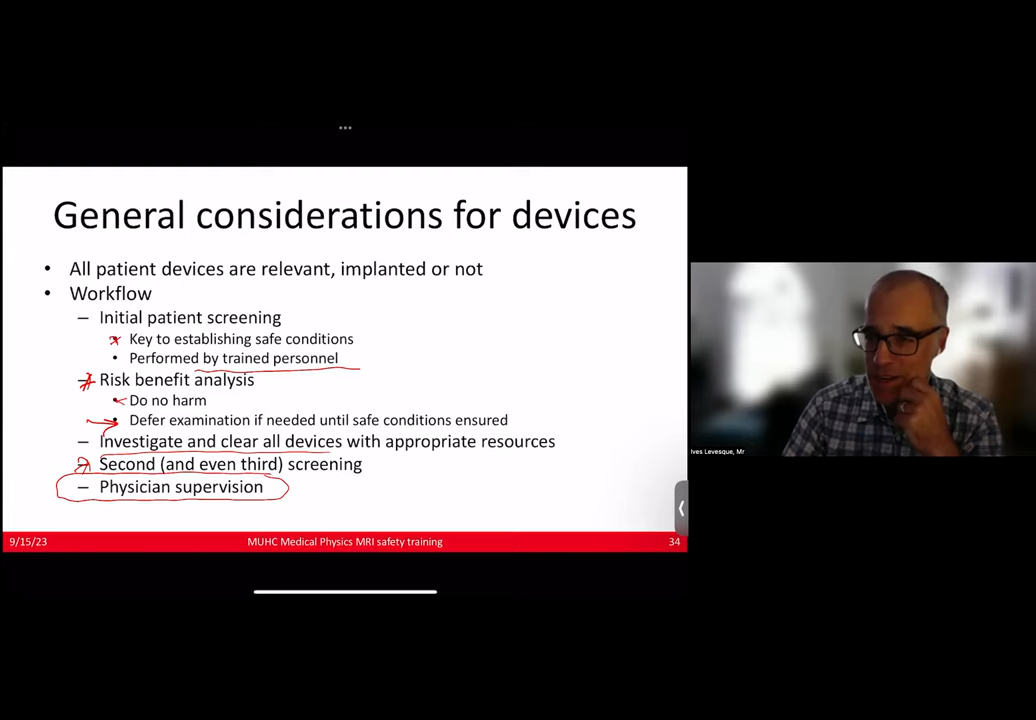 General considerations for devices
• All patient devices are relevant, implanted or not
• Workflow
– Initial patient screening
Key to establishing safe conditions
• Performed by trained personnel
– Risk benefit analysis
• Do no harm
• Defer examination if needed until safe conditions ensured
– Investigate and clear all devices with appropriate resources
– Second (and even third) screening
– Physician supervision
9/15/23 MUHC Medical Physics MRI safety training 34
Ives Levesque, Mr